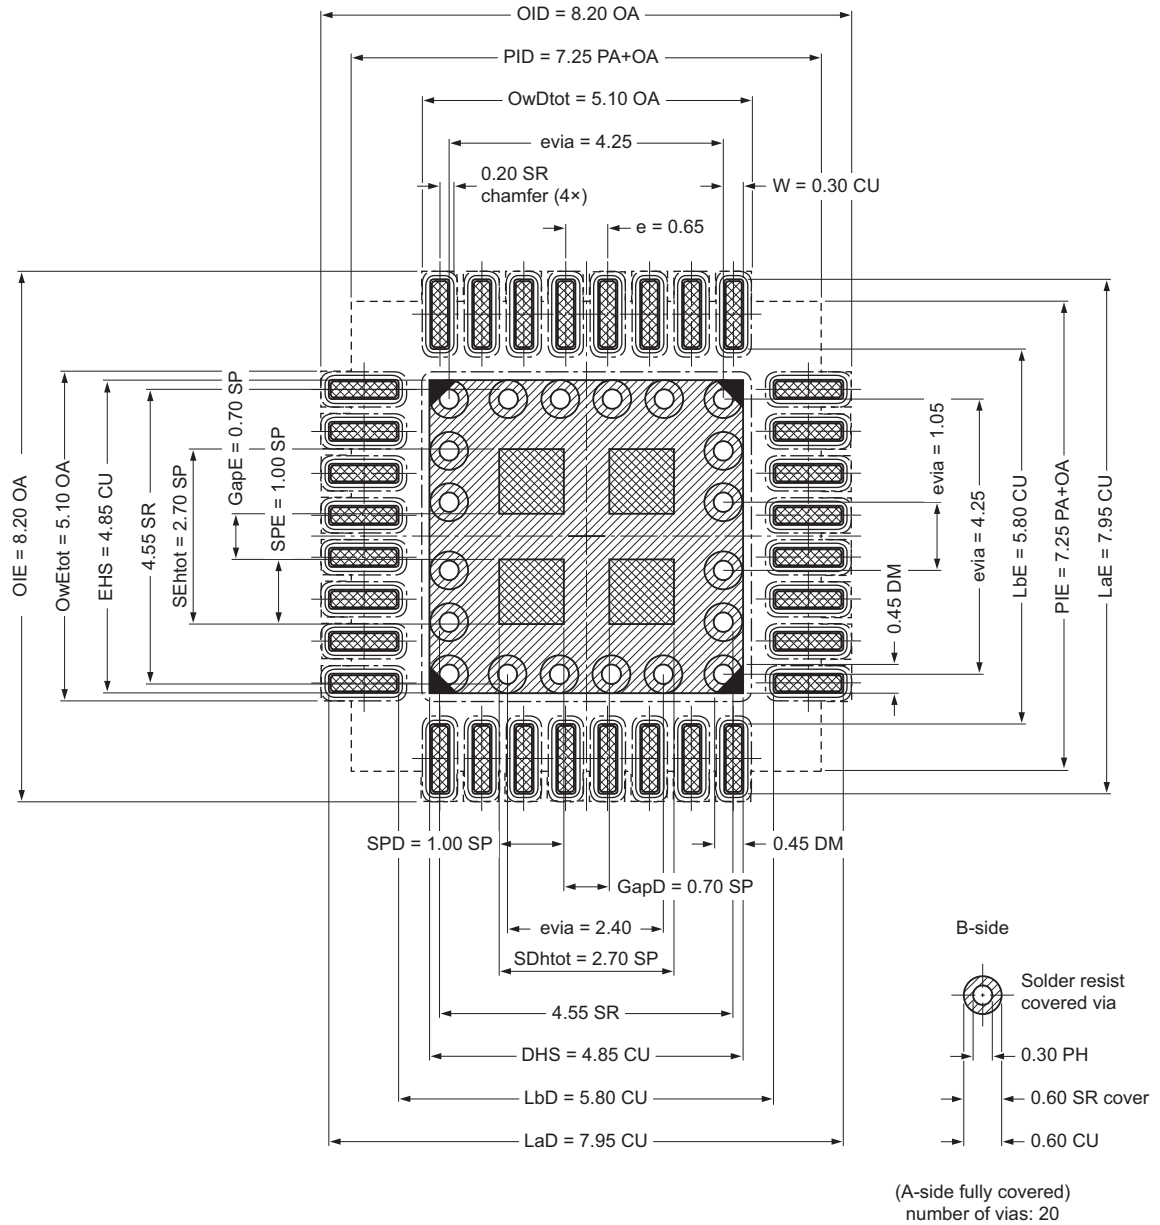 OID = 8.20 OA
PID = 7.25 PA+OA
OwDtot = 5.10 OA
evia = 4.25
0.20 SR
chamfer (4×)
W = 0.30 CU
e = 0.65
OIE = 8.20 OA
OwEtot = 5.10 OA
EHS = 4.85 CU
4.55 SR
SEhtot = 2.70 SP
GapE = 0.70 SP
SPE = 1.00 SP
0.45 DM
evia = 1.05
evia = 4.25
LbE = 5.80 CU
PIE = 7.25 PA+OA
LaE = 7.95 CU
SPD = 1.00 SP
0.45 DM
GapD = 0.70 SP
evia = 2.40
SDhtot = 2.70 SP
4.55 SR
DHS = 4.85 CU
LbD = 5.80 CU
LaD = 7.95 CU
B-side
Solder resist
covered via
0.30 PH
0.60 SR cover
0.60 CU
(A-side fully covered)
number of vias: 20